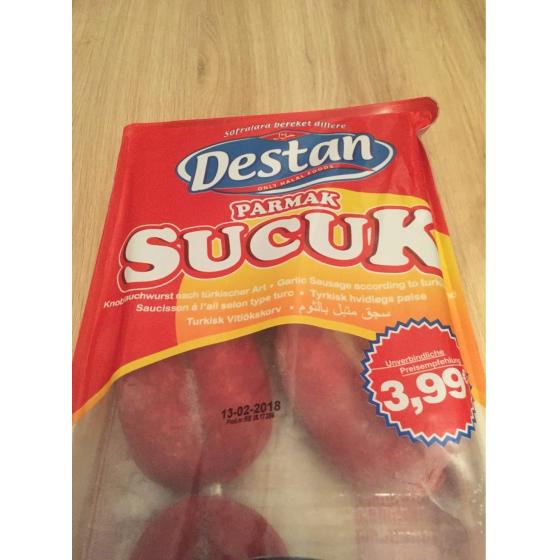 Sofralara bereket dillere
حلال
Destan
ONLY HALAL FOODS
PARMAK
SUCUK
Knoblauchwurst nach türkischer Art • Garlic Sausage according to turk
Saucisson à l'ail selon type turc • Tyrkisk hvidløgs pølse
Turkisk Vitlökskorv / سجق متبل بالثوم
Unverbindliche
Preisempfehlung
3,99
13-02-2018